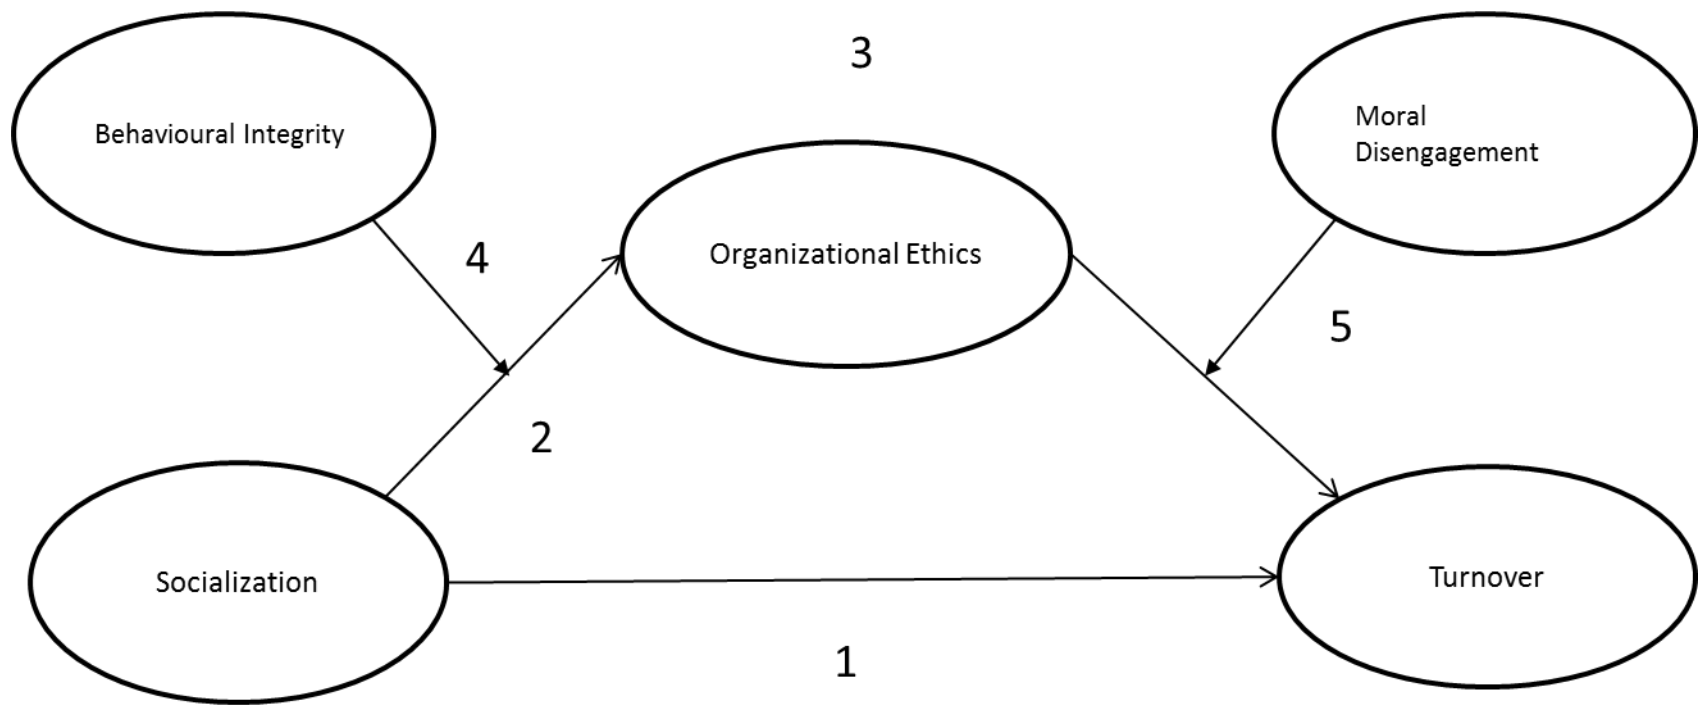 3
Behavioural Integrity
Moral
Disengagement
4
Organizational Ethics
5
2
Socialization
Turnover
1